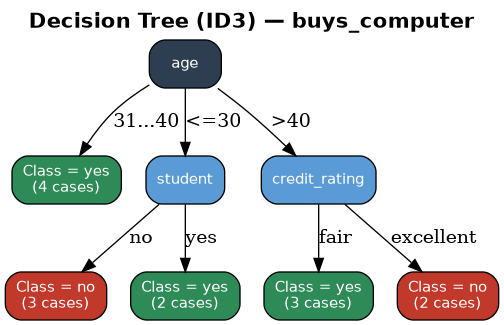 Decision Tree (ID3) — buys_computer
age
31...40
<=30
>40
Class = yes
(4 cases)
student
credit_rating
no
yes
fair
excellent
Class = no
(3 cases)
Class = yes
(2 cases)
Class = yes
(3 cases)
Class = no
(2 cases)